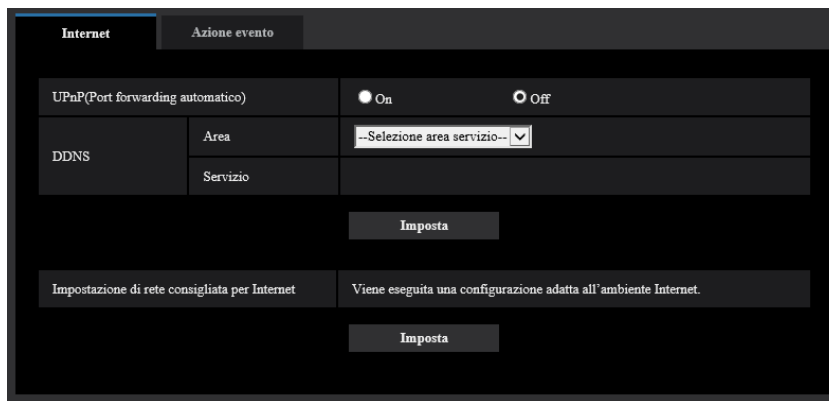 Internet Azione evento
UPnP(Port forwarding automatico) On Off
DDNS
Area --Selezione area servizio--
Servizio
Imposta
Impostazione di rete consigliata per Internet Viene eseguita una configurazione adatta all'ambiente Internet.
Imposta